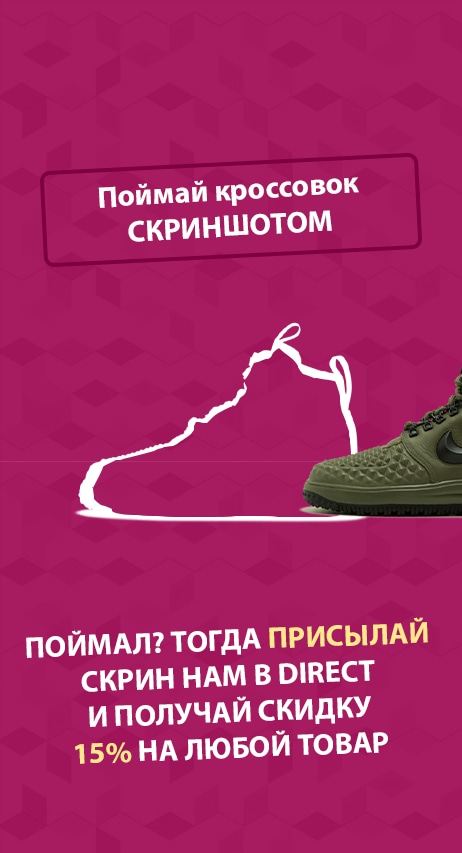 Поймай кроссовок
СКРИНШОТОМ
ПОЙМАЛ? ТОГДА ПРИСЫЛАЙ
СКРИН НАМ В DIRECT
И ПОЛУЧАЙ СКИДКУ
15% НА ЛЮБОЙ ТОВАР